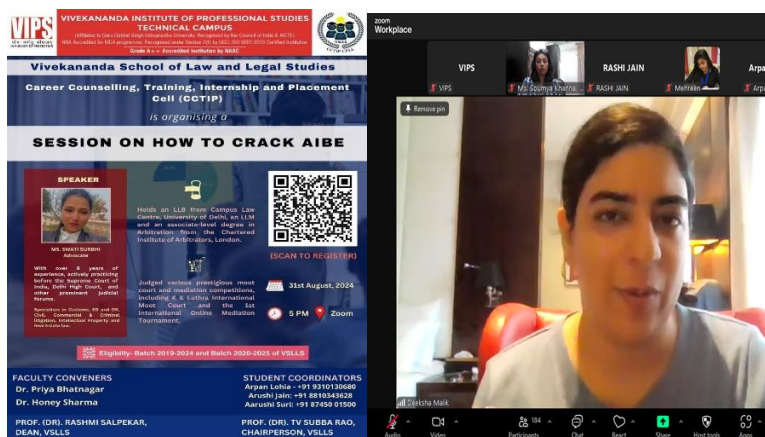 VIPS
VIVEKANANDA INSTITUTE OF PROFESSIONAL STUDIES
TECHNICAL CAMPUS
Grade A++ Accredited Institution by NAAC
Vivekananda School of Law and Legal Studies
Career Counselling, Training, Internship and Placement
Cell (CCTIP)
is organising a
SESSION ON HOW TO CRACK AIBE
SPEAKER
MS. SWATI SURBHI
Advocate
With over 9 years of
experience, actively practicing
before the Supreme Court of
India, Delhi High Court, and
other prominent judicial
forums.
Holds an LLB from Campus Law
Centre, University of Delhi, an LLM
and an associate-level degree in
Arbitration from the Chartered
Institute of Arbitrators, London.
Judged various prestigious moot
court and mediation competitions,
including K K Luthra International
Moot Court and the 1st
International Online Mediation
Tournament.
(SCAN TO REGISTER)
31st August, 2024
5 PM
Zoom
Eligibilty- Batch 2019-2024 and Batch 2020-2025 of VSLLS
FACULTY CONVENERS
Dr. Priya Bhatnagar
Dr. Honey Sharma
STUDENT COORDINATORS
Arpan Lohia - +91 9310130680
Arushi Jain: +91 8810343628
Aarushi Suri: +91 87450 01500
PROF. (DR). RASHMI SALPEKAR,
DEAN, VSLLS
PROF. (DR). TV SUBBA RAO,
CHAIRPERSON, VSLLS
zoom
Workplace
VIPS
RASHI JAIN
Arpa
VIPS
Ms. Soumya Khanna
RASHI JAIN
Mehreen
Arpa
Remove pin
Deeksha Malik
184
Audio
Video
Participants
Chat
React
Share
Host tools
Apps